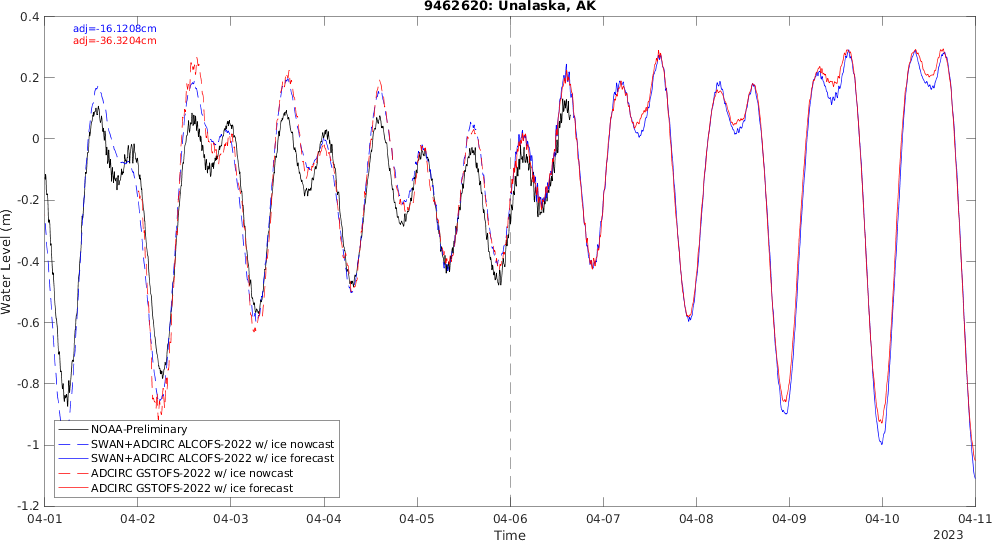 9462620: Unalaska, AK
adj=-16.1208cm
adj=-36.3204cm
0.4
0.2
0
-0.2
-0.4
-0.6
-0.8
-1
-1.2
Water Level (m)
NOAA-Preliminary
SWAN+ADCIRC ALCOFS-2022 w/ ice nowcast
SWAN+ADCIRC ALCOFS-2022 w/ ice forecast
ADCIRC GSTOFS-2022 w/ ice nowcast
ADCIRC GSTOFS-2022 w/ ice forecast
04-01 04-02 04-03 04-04 04-05 04-06 04-07 04-08 04-09 04-10 04-11
Time
2023